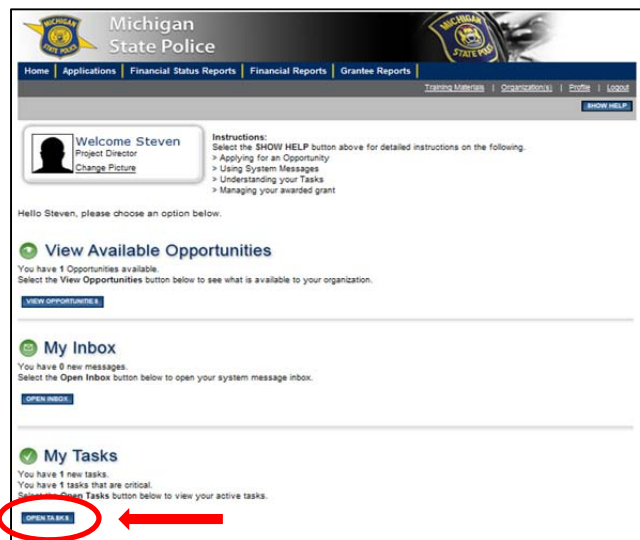 Michigan
State Police
MICHIGAN
STATE POLICE
MICHIGAN
STATE POLICE
Home | Applications | Financial Status Reports | Financial Reports | Grantee Reports
Training Materials | Organization(s) | Profile | Logout
SHOW HELP
Welcome Steven
Project Director
Change Picture
Instructions:
Select the SHOW HELP button above for detailed instructions on the following.
> Applying for an Opportunity
> Using System Messages
> Understanding your Tasks
> Managing your awarded grant
Hello Steven, please choose an option below.
View Available Opportunities
You have 1 Opportunities available.
Select the View Opportunities button below to see what is available to your organization.
VIEW OPPORTUNITIES
My Inbox
You have 0 new messages.
Select the Open Inbox button below to open your system message inbox.
OPEN INBOX
My Tasks
You have 1 new tasks.
You have 1 tasks that are critical.
Select the Open Tasks button below to view your active tasks.
OPEN TASKS